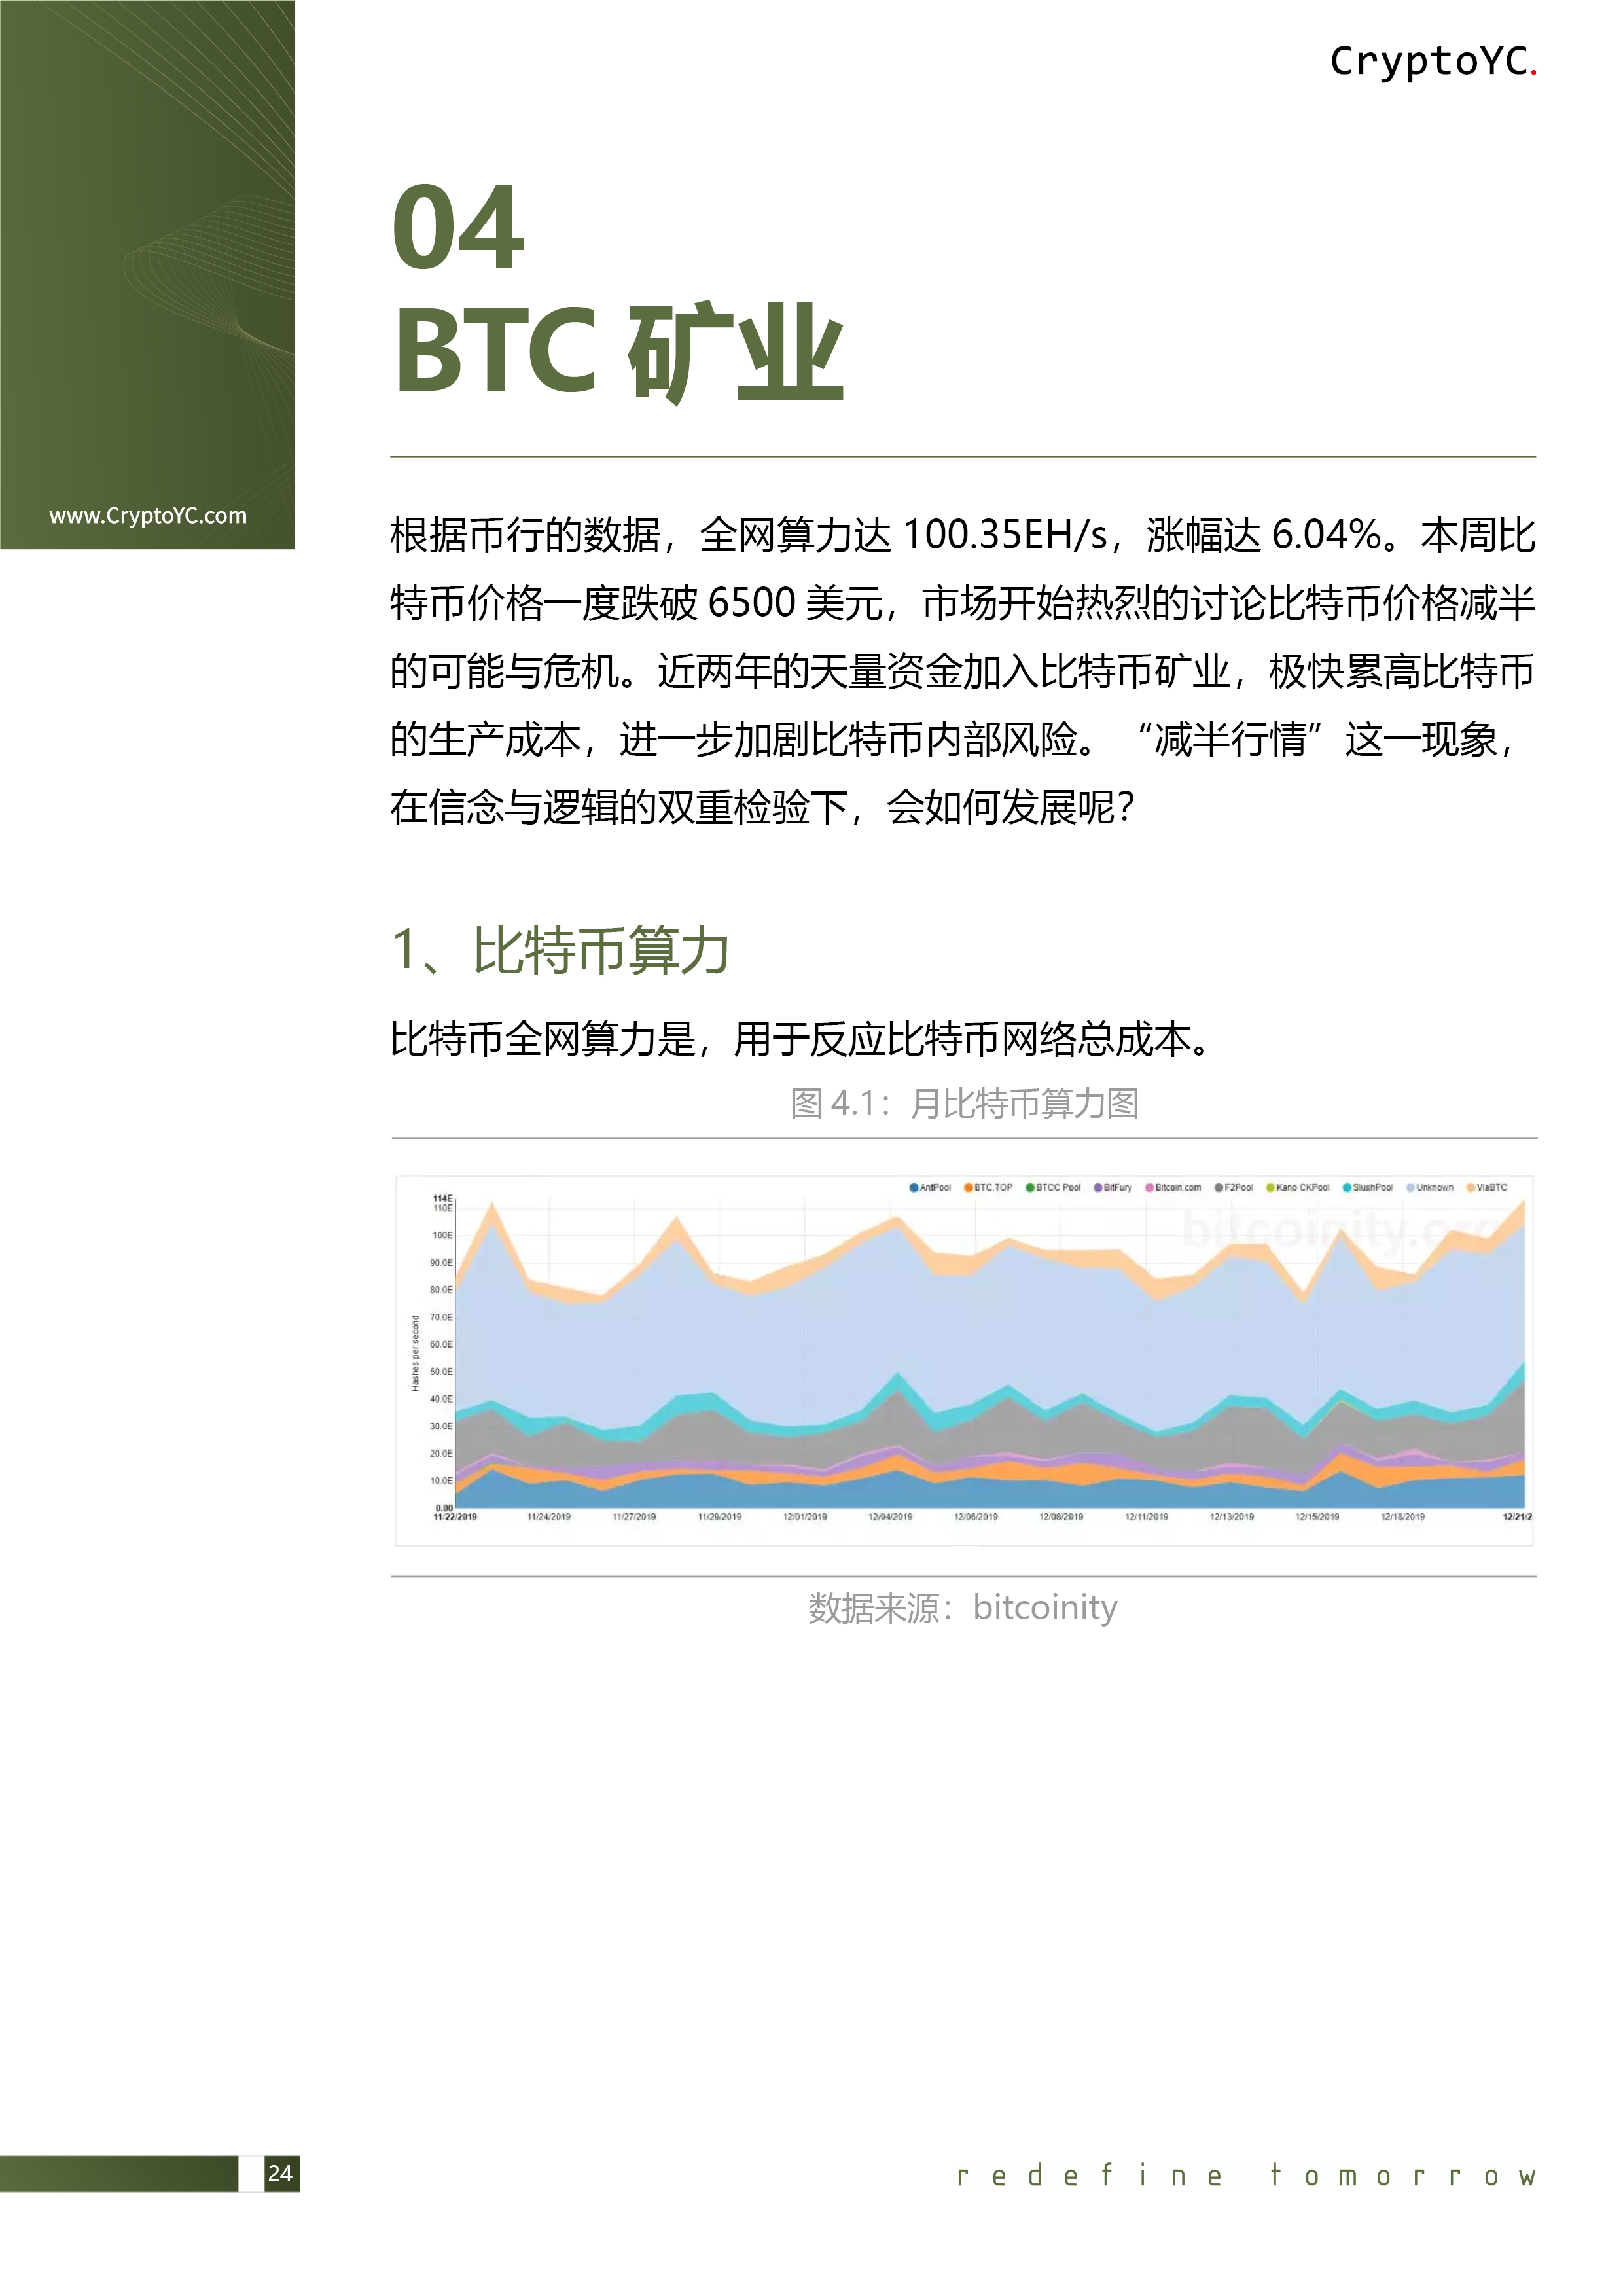 CryptoYC.
04
BTC 矿业
www.CryptoYC.com
根据币行的数据，全网算力达 100.35EH/s，涨幅达 6.04%。本周比
特币价格一度跌破 6500 美元，市场开始热烈的讨论比特币价格减半
的可能与危机。近两年的天量资金加入比特币矿业，极快累高比特币
的生产成本，进一步加剧比特币内部风险。“减半行情”这一现象，
在信念与逻辑的双重检验下，会如何发展呢？
1、比特币算力
比特币全网算力是，用于反应比特币网络总成本。
图 4.1：月比特币算力图
AntPool BTC.TOP BTCC Pool BitFury Bitcoin.com F2Pool Kano CKPool SlushPool Unknown ViaBTC
bitcoinity.org
114E
110E
100E
90.0E
80.0E
70.0E
60.0E
50.0E
40.0E
30.0E
20.0E
10.0E
0.00
Hashes per second
11/22/2019 11/24/2019 11/27/2019 11/29/2019 12/01/2019 12/04/2019 12/06/2019 12/08/2019 12/11/2019 12/13/2019 12/15/2019 12/18/2019 12/21/2
数据来源：bitcoinity
24
redefine tomorrow